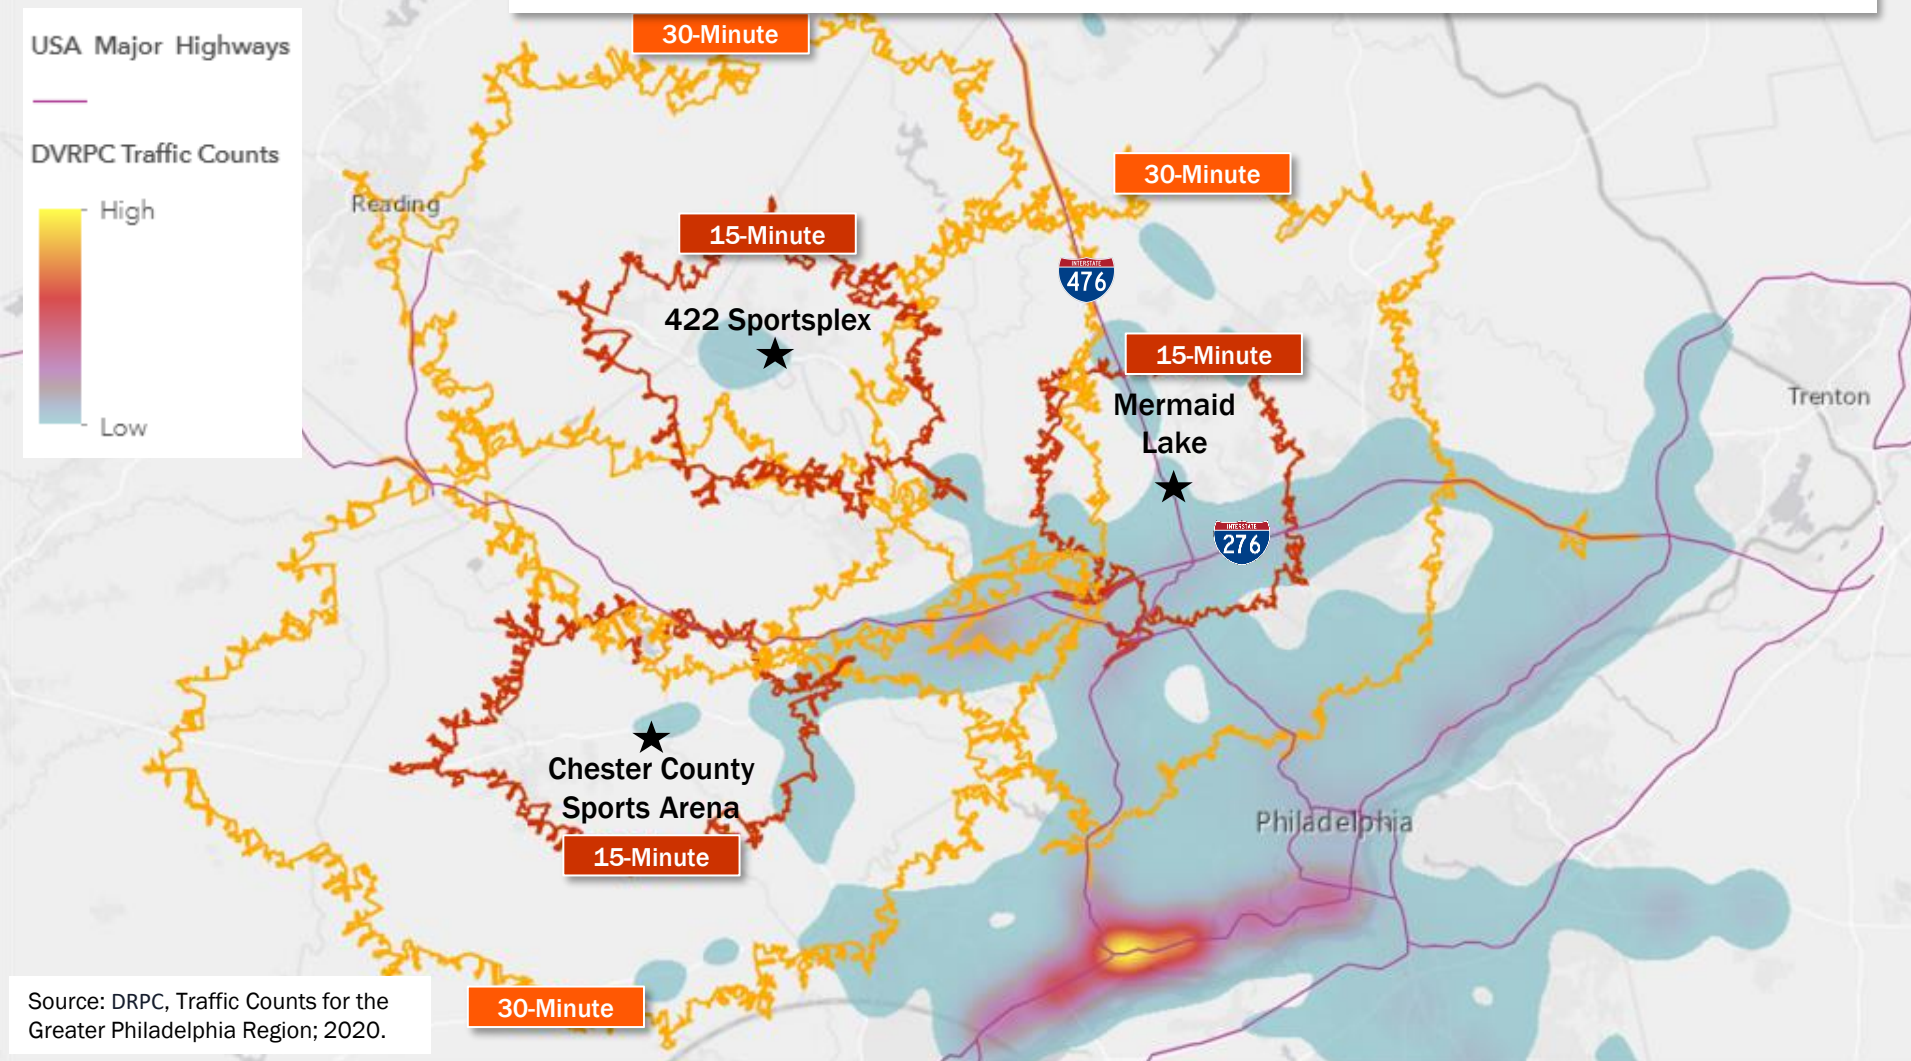 USA Major Highways
DVRPC Traffic Counts
High
Low
30-Minute
30-Minute
Reading
15-Minute
INTERSTATE
476
422 Sportsplex
15-Minute
Trenton
Mermaid
Lake
INTERSTATE
276
Chester County
Sports Arena
15-Minute
Philadelphia
30-Minute
Source: DRPC, Traffic Counts for the
Greater Philadelphia Region; 2020.